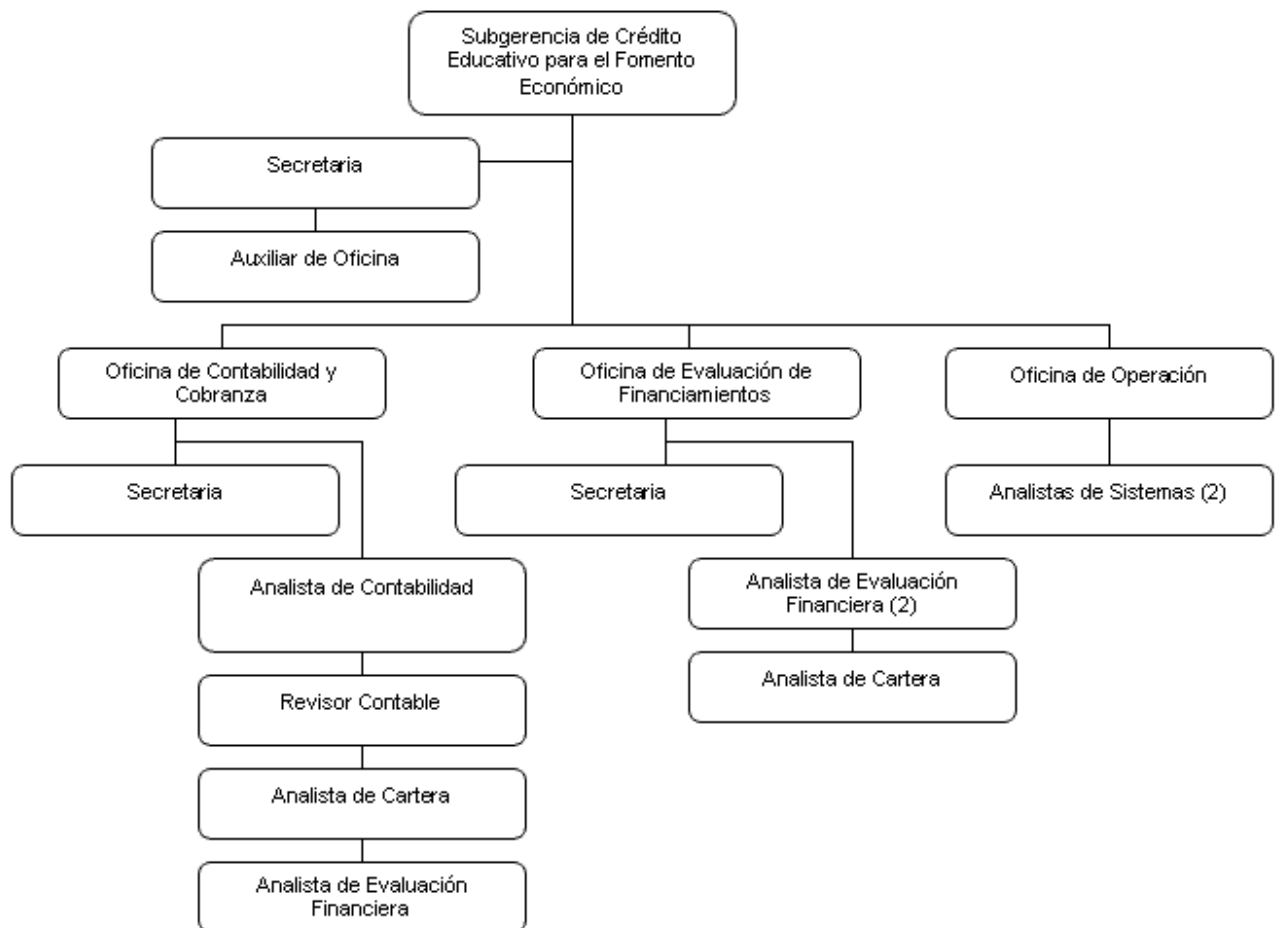 Subgerencia de Crédito
Educativo para el Fomento
Económico
Secretaria
Auxiliar de Oficina
Oficina de Contabilidad y
Cobranza
Oficina de Evaluación de
Financiamientos
Oficina de Operación
Secretaria
Secretaria
Analistas de Sistemas (2)
Analista de Contabilidad
Analista de Evaluación
Financiera (2)
Revisor Contable
Analista de Cartera
Analista de Cartera
Analista de Evaluación
Financiera